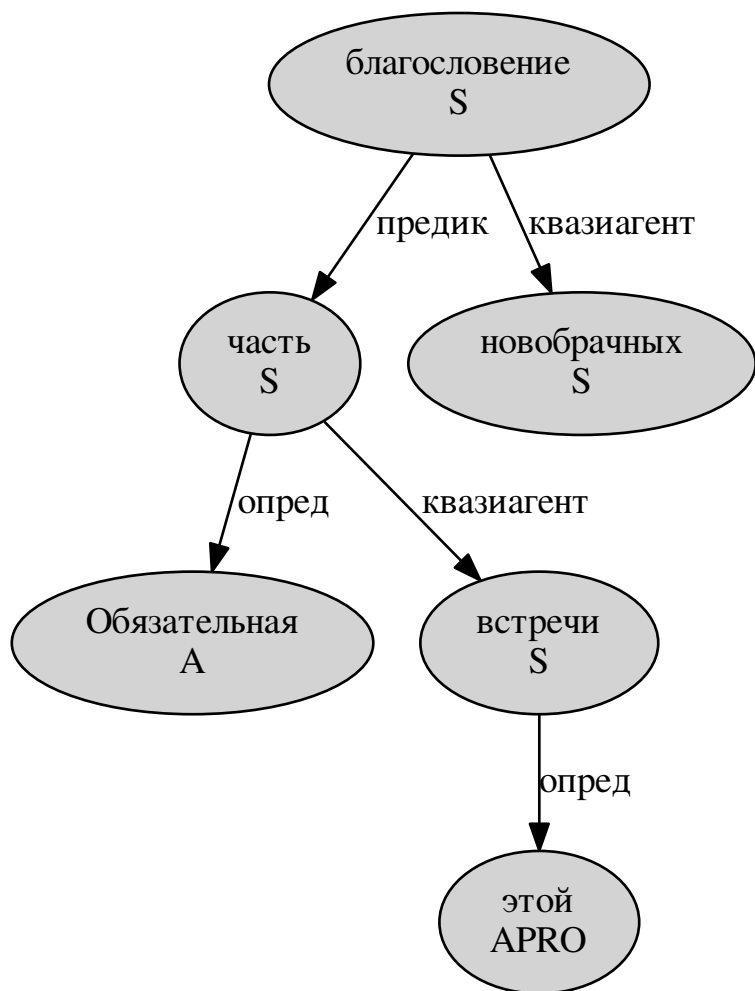 благословение
S
предик
квазиагент
часть
S
новобрачных
S
опред
квазиагент
Обязательная
A
встречи
S
опред
этой
APRO